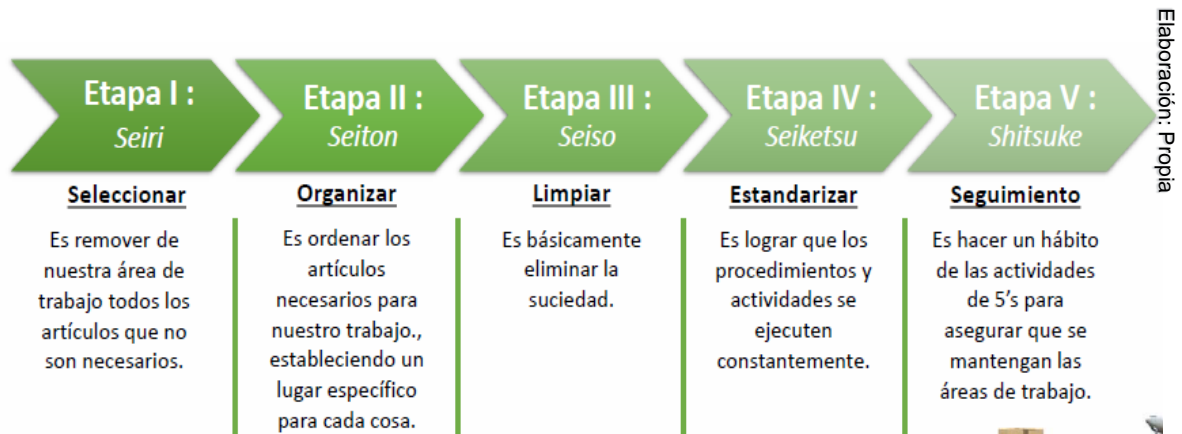 Etapa I :
Seiri
Seleccionar
Es remover de
nuestra área de
trabajo todos los
artículos que no
son necesarios.
Etapa II :
Seiton
Organizar
Es ordenar los
artículos
necesarios para
nuestro trabajo.,
estableciendo un
lugar específico
para cada cosa.
Etapa III :
Seiso
Limpiar
Es básicamente
eliminar la
suciedad.
Etapa IV :
Seiketsu
Estandarizar
Es lograr que los
procedimientos y
actividades se
ejecuten
constantemente.
Etapa V :
Shitsuke
Seguimiento
Es hacer un hábito
de las actividades
de 5’s para
asegurar que se
mantengan las
áreas de trabajo.
Elaboración: Propia